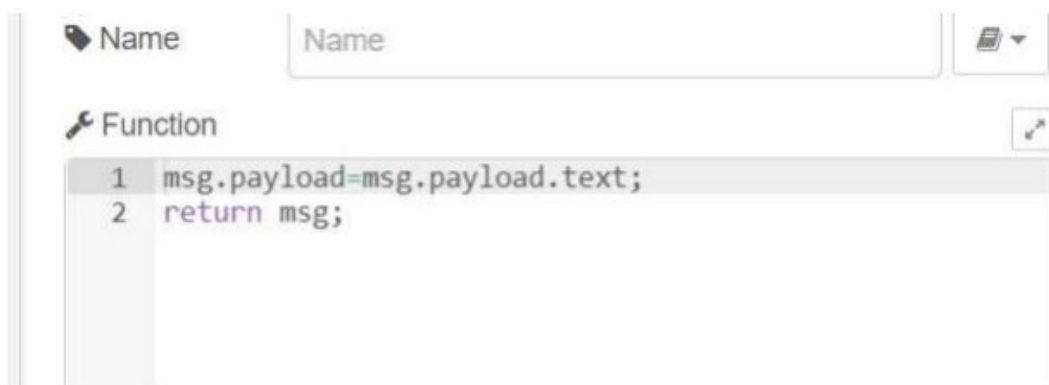 Name
Name
Function
1 msg.payload=msg.payload.text;
2 return msg;